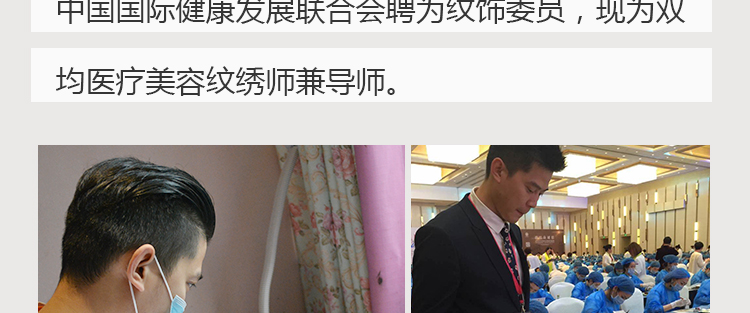 中国国际健康发展联合会聘为纹饰委员，现为双
均医疗美容纹绣师兼导师。